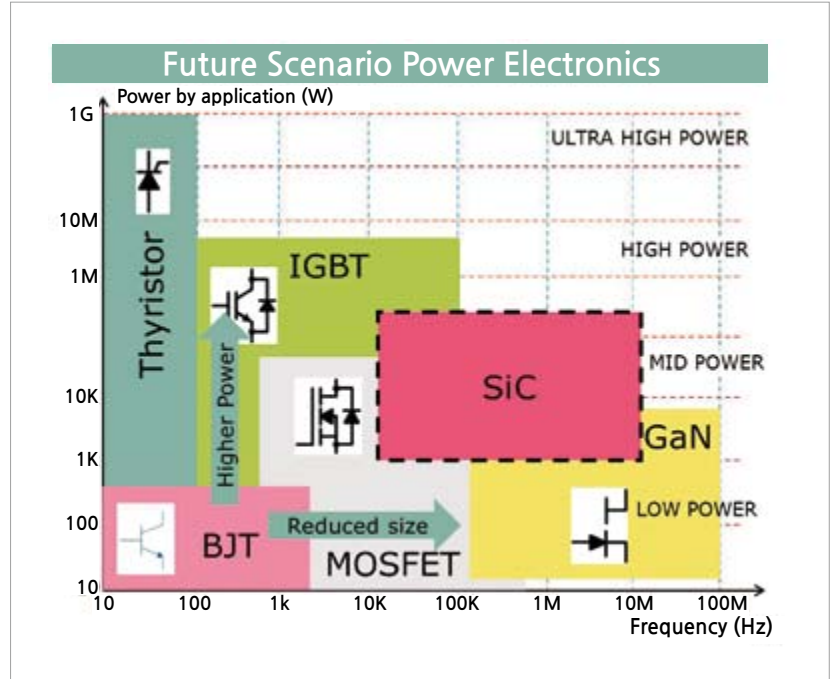 Future Scenario Power Electronics
Power by application (W)
1G
ULTRA HIGH POWER
10M
HIGH POWER
1M
IGBT
Thyristor
MID POWER
SiC
10K
Higher Power
GaN
1K
LOW POWER
100
Reduced size
BJT
MOSFET
10
10 100 1k 10K 100K 1M 10M 100M
Frequency (Hz)